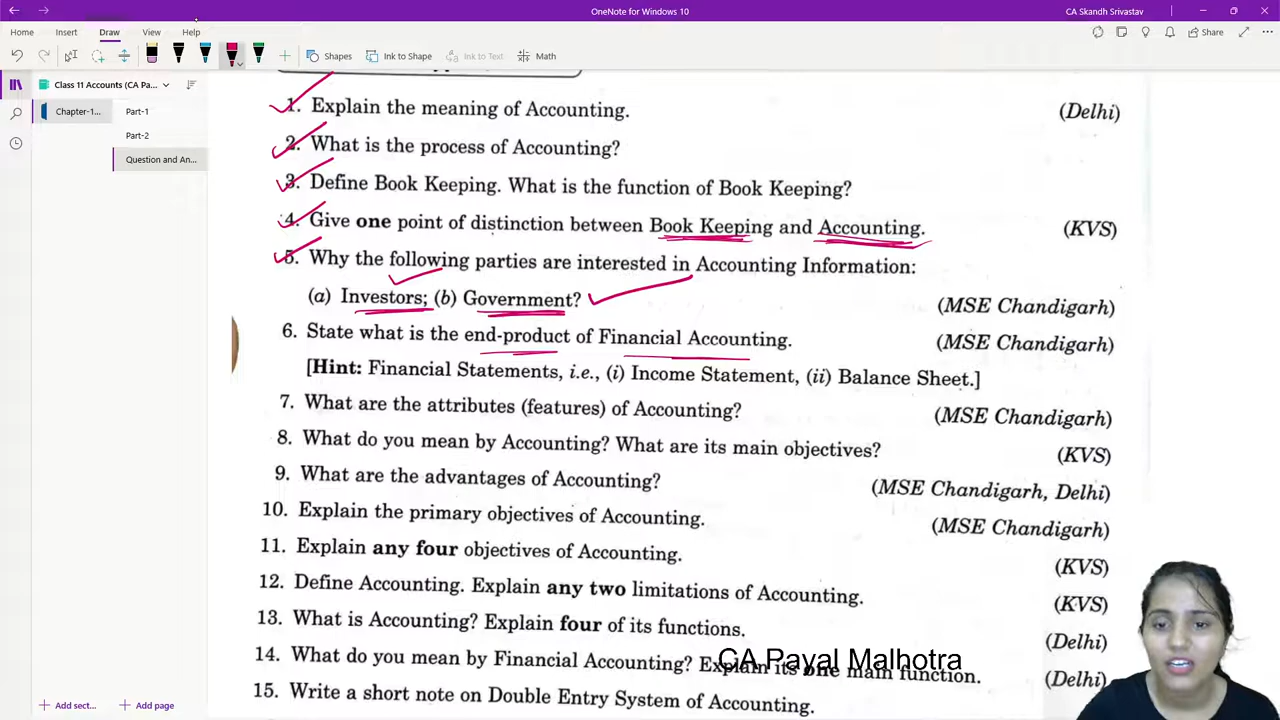 OneNote for Windows 10
CA Skandh Srivastav
Home Insert Draw View Help
Shapes Ink to Shape Ink to Text Math
Share
Class 11 Accounts (CA Pa...
Chapter-1...
Part-1
Part-2
Question and An...
1. Explain the meaning of Accounting. (Delhi)
2. What is the process of Accounting?
3. Define Book Keeping. What is the function of Book Keeping?
4. Give one point of distinction between Book Keeping and Accounting. (KVS)
5. Why the following parties are interested in Accounting Information:
(a) Investors; (b) Government? (MSE Chandigarh)
6. State what is the end-product of Financial Accounting. (MSE Chandigarh)
[Hint: Financial Statements, i.e., (i) Income Statement, (ii) Balance Sheet.]
7. What are the attributes (features) of Accounting? (MSE Chandigarh)
8. What do you mean by Accounting? What are its main objectives? (KVS)
9. What are the advantages of Accounting? (MSE Chandigarh, Delhi)
10. Explain the primary objectives of Accounting. (MSE Chandigarh)
11. Explain any four objectives of Accounting. (KVS)
12. Define Accounting. Explain any two limitations of Accounting. (KVS)
13. What is Accounting? Explain four of its functions. (Delhi)
14. What do you mean by Financial Accounting? Explain its one main function. (Delhi)
CA Payal Malhotra
15. Write a short note on Double Entry System of Accounting.
Add sect... Add page